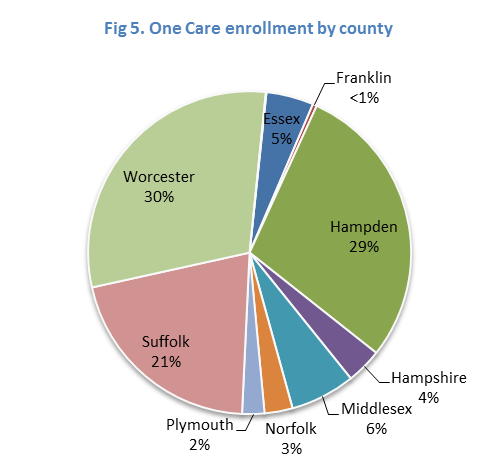 Fig 5. One Care enrollment by county
Franklin
<1%
Essex
5%
Worcester
30%
Hampden
29%
Suffolk
21%
Hampshire
4%
Middlesex
6%
Plymouth
2%
Norfolk
3%